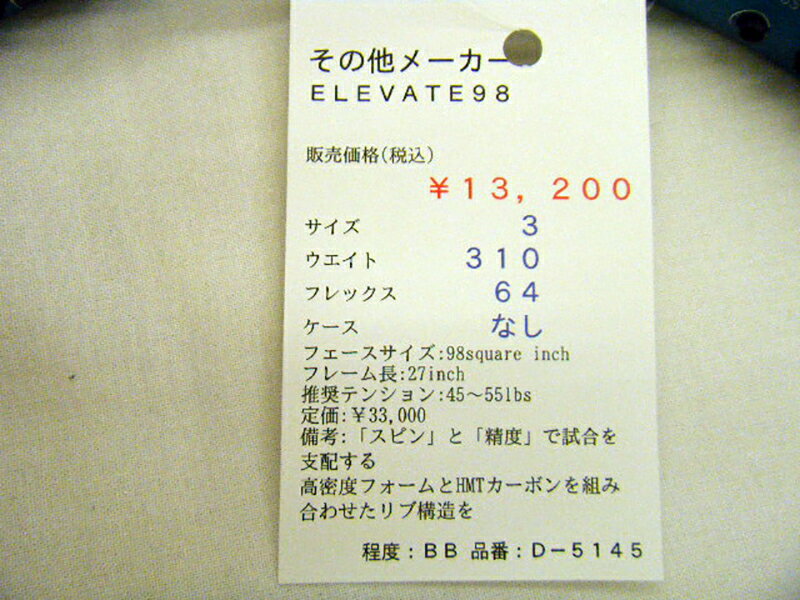 その他メーカー
ＥＬＥＶＡＴＥ９８
販売価格(税込)
￥１３，２００
サイズ ３
ウエイト ３１０
フレックス ６４
ケース なし
フェースサイズ:98square inch
フレーム長:27inch
推奨テンション:45～55lbs
定価:￥33,000
備考:「スピン」と「精度」で試合を
支配する
高密度フォームとHMTカーボンを組み
合わせたリブ構造を
程度：ＢＢ 品番：Ｄ－５１４５